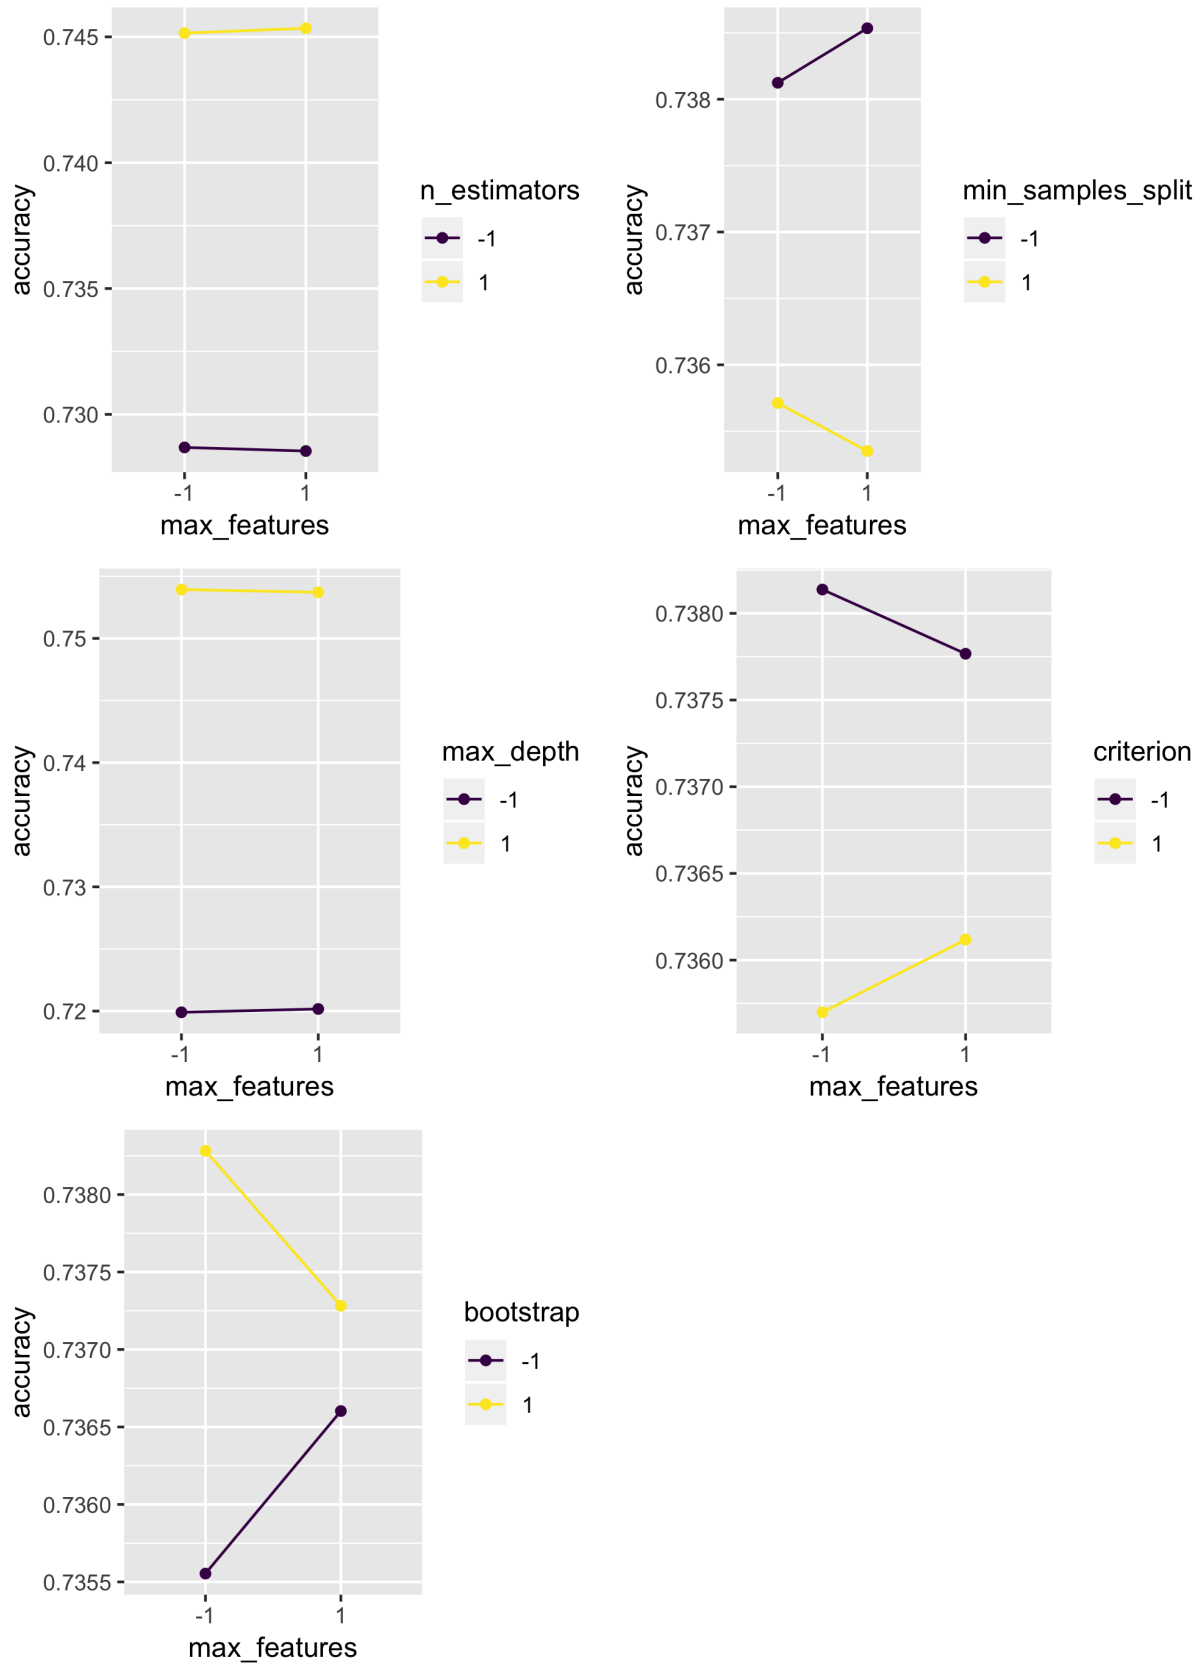 0.745
0.740
0.735
0.730
accuracy
-1 1
max_features
n_estimators
-1
1
0.738
0.737
0.736
accuracy
-1 1
max_features
min_samples_split
-1
1
0.75
0.74
0.73
0.72
accuracy
-1 1
max_features
max_depth
-1
1
0.7380
0.7375
0.7370
0.7365
0.7360
accuracy
-1 1
max_features
criterion
-1
1
0.7380
0.7375
0.7370
0.7365
0.7360
0.7355
accuracy
-1 1
max_features
bootstrap
-1
1